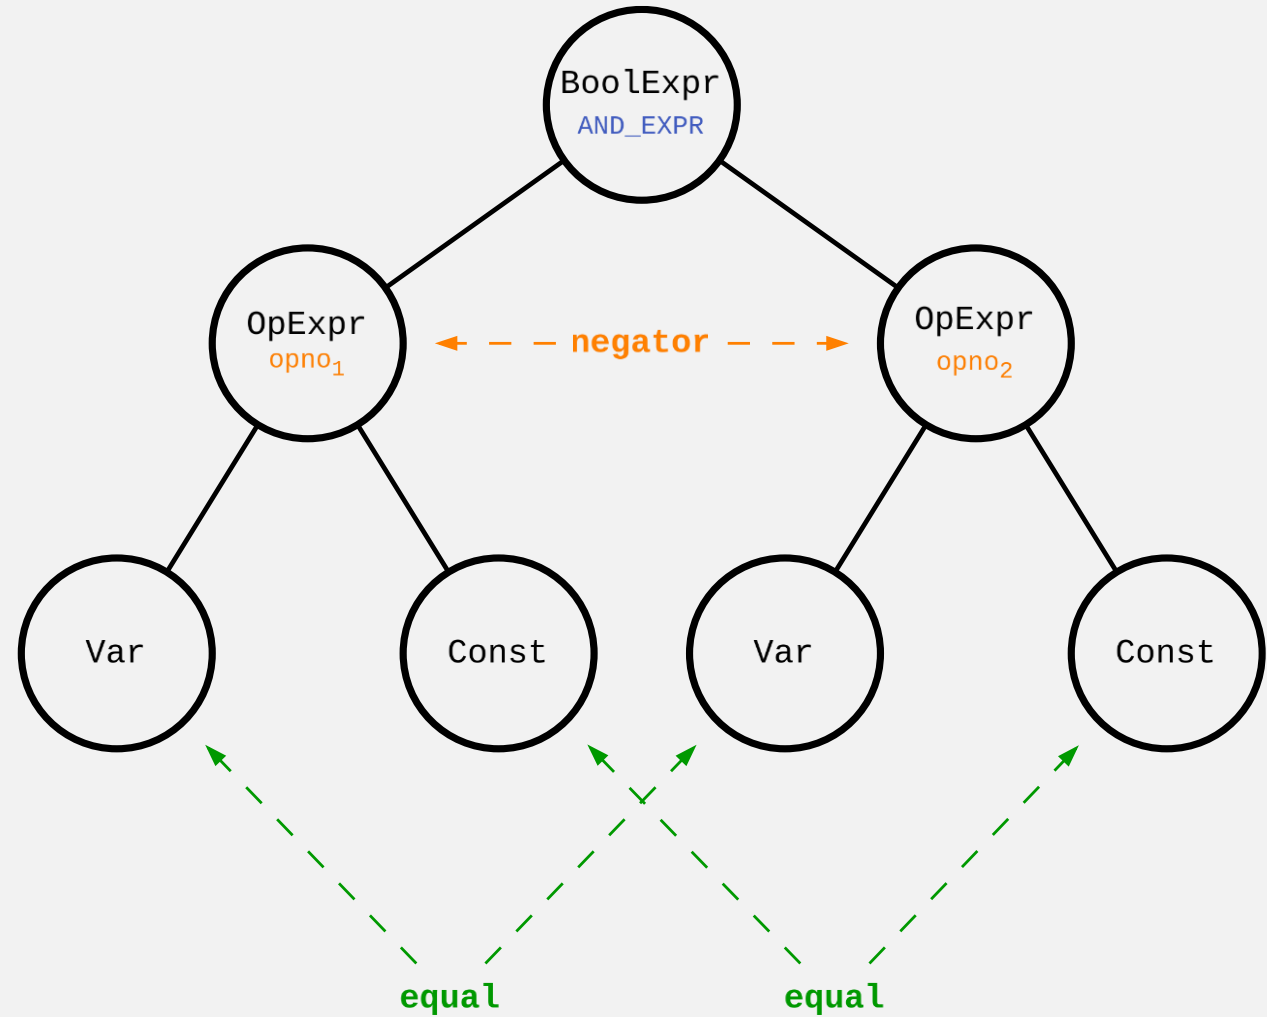 BoolExpr
AND_EXPR
OpExpr
opno1
negator
OpExpr
opno2
Var
Const
Var
Const
equal
equal